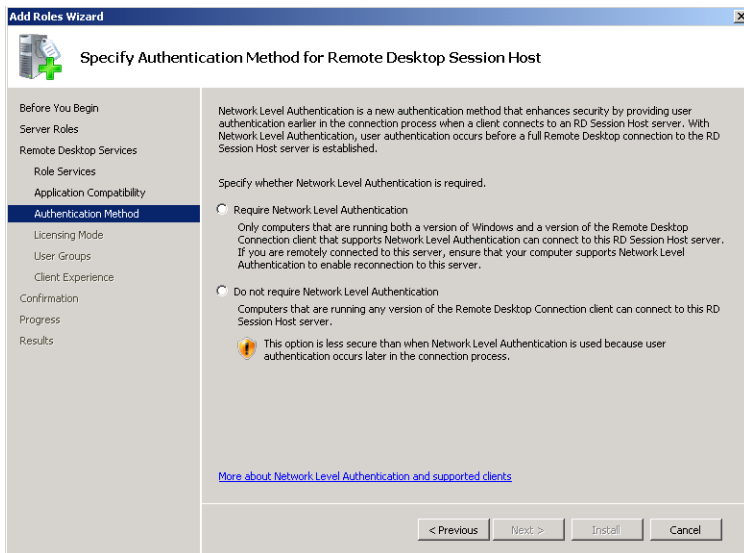 Add Roles Wizard
Specify Authentication Method for Remote Desktop Session Host
Before You Begin
Server Roles
Remote Desktop Services
Role Services
Application Compatibility
Authentication Method
Licensing Mode
User Groups
Client Experience
Confirmation
Progress
Results
Network Level Authentication is a new authentication method that enhances security by providing user
authentication earlier in the connection process when a client connects to an RD Session Host server. With
Network Level Authentication, user authentication occurs before a full Remote Desktop connection to the RD
Session Host server is established.
Specify whether Network Level Authentication is required.
Require Network Level Authentication
Only computers that are running both a version of Windows and a version of the Remote Desktop
Connection client that supports Network Level Authentication can connect to this RD Session Host server.
If you are remotely connected to this server, ensure that your computer supports Network Level
Authentication to enable reconnection to this server.
Do not require Network Level Authentication
Computers that are running any version of the Remote Desktop Connection client can connect to this RD
Session Host server.
This option is less secure than when Network Level Authentication is used because user
authentication occurs later in the connection process.
More about Network Level Authentication and supported clients
< Previous
Next >
Install
Cancel